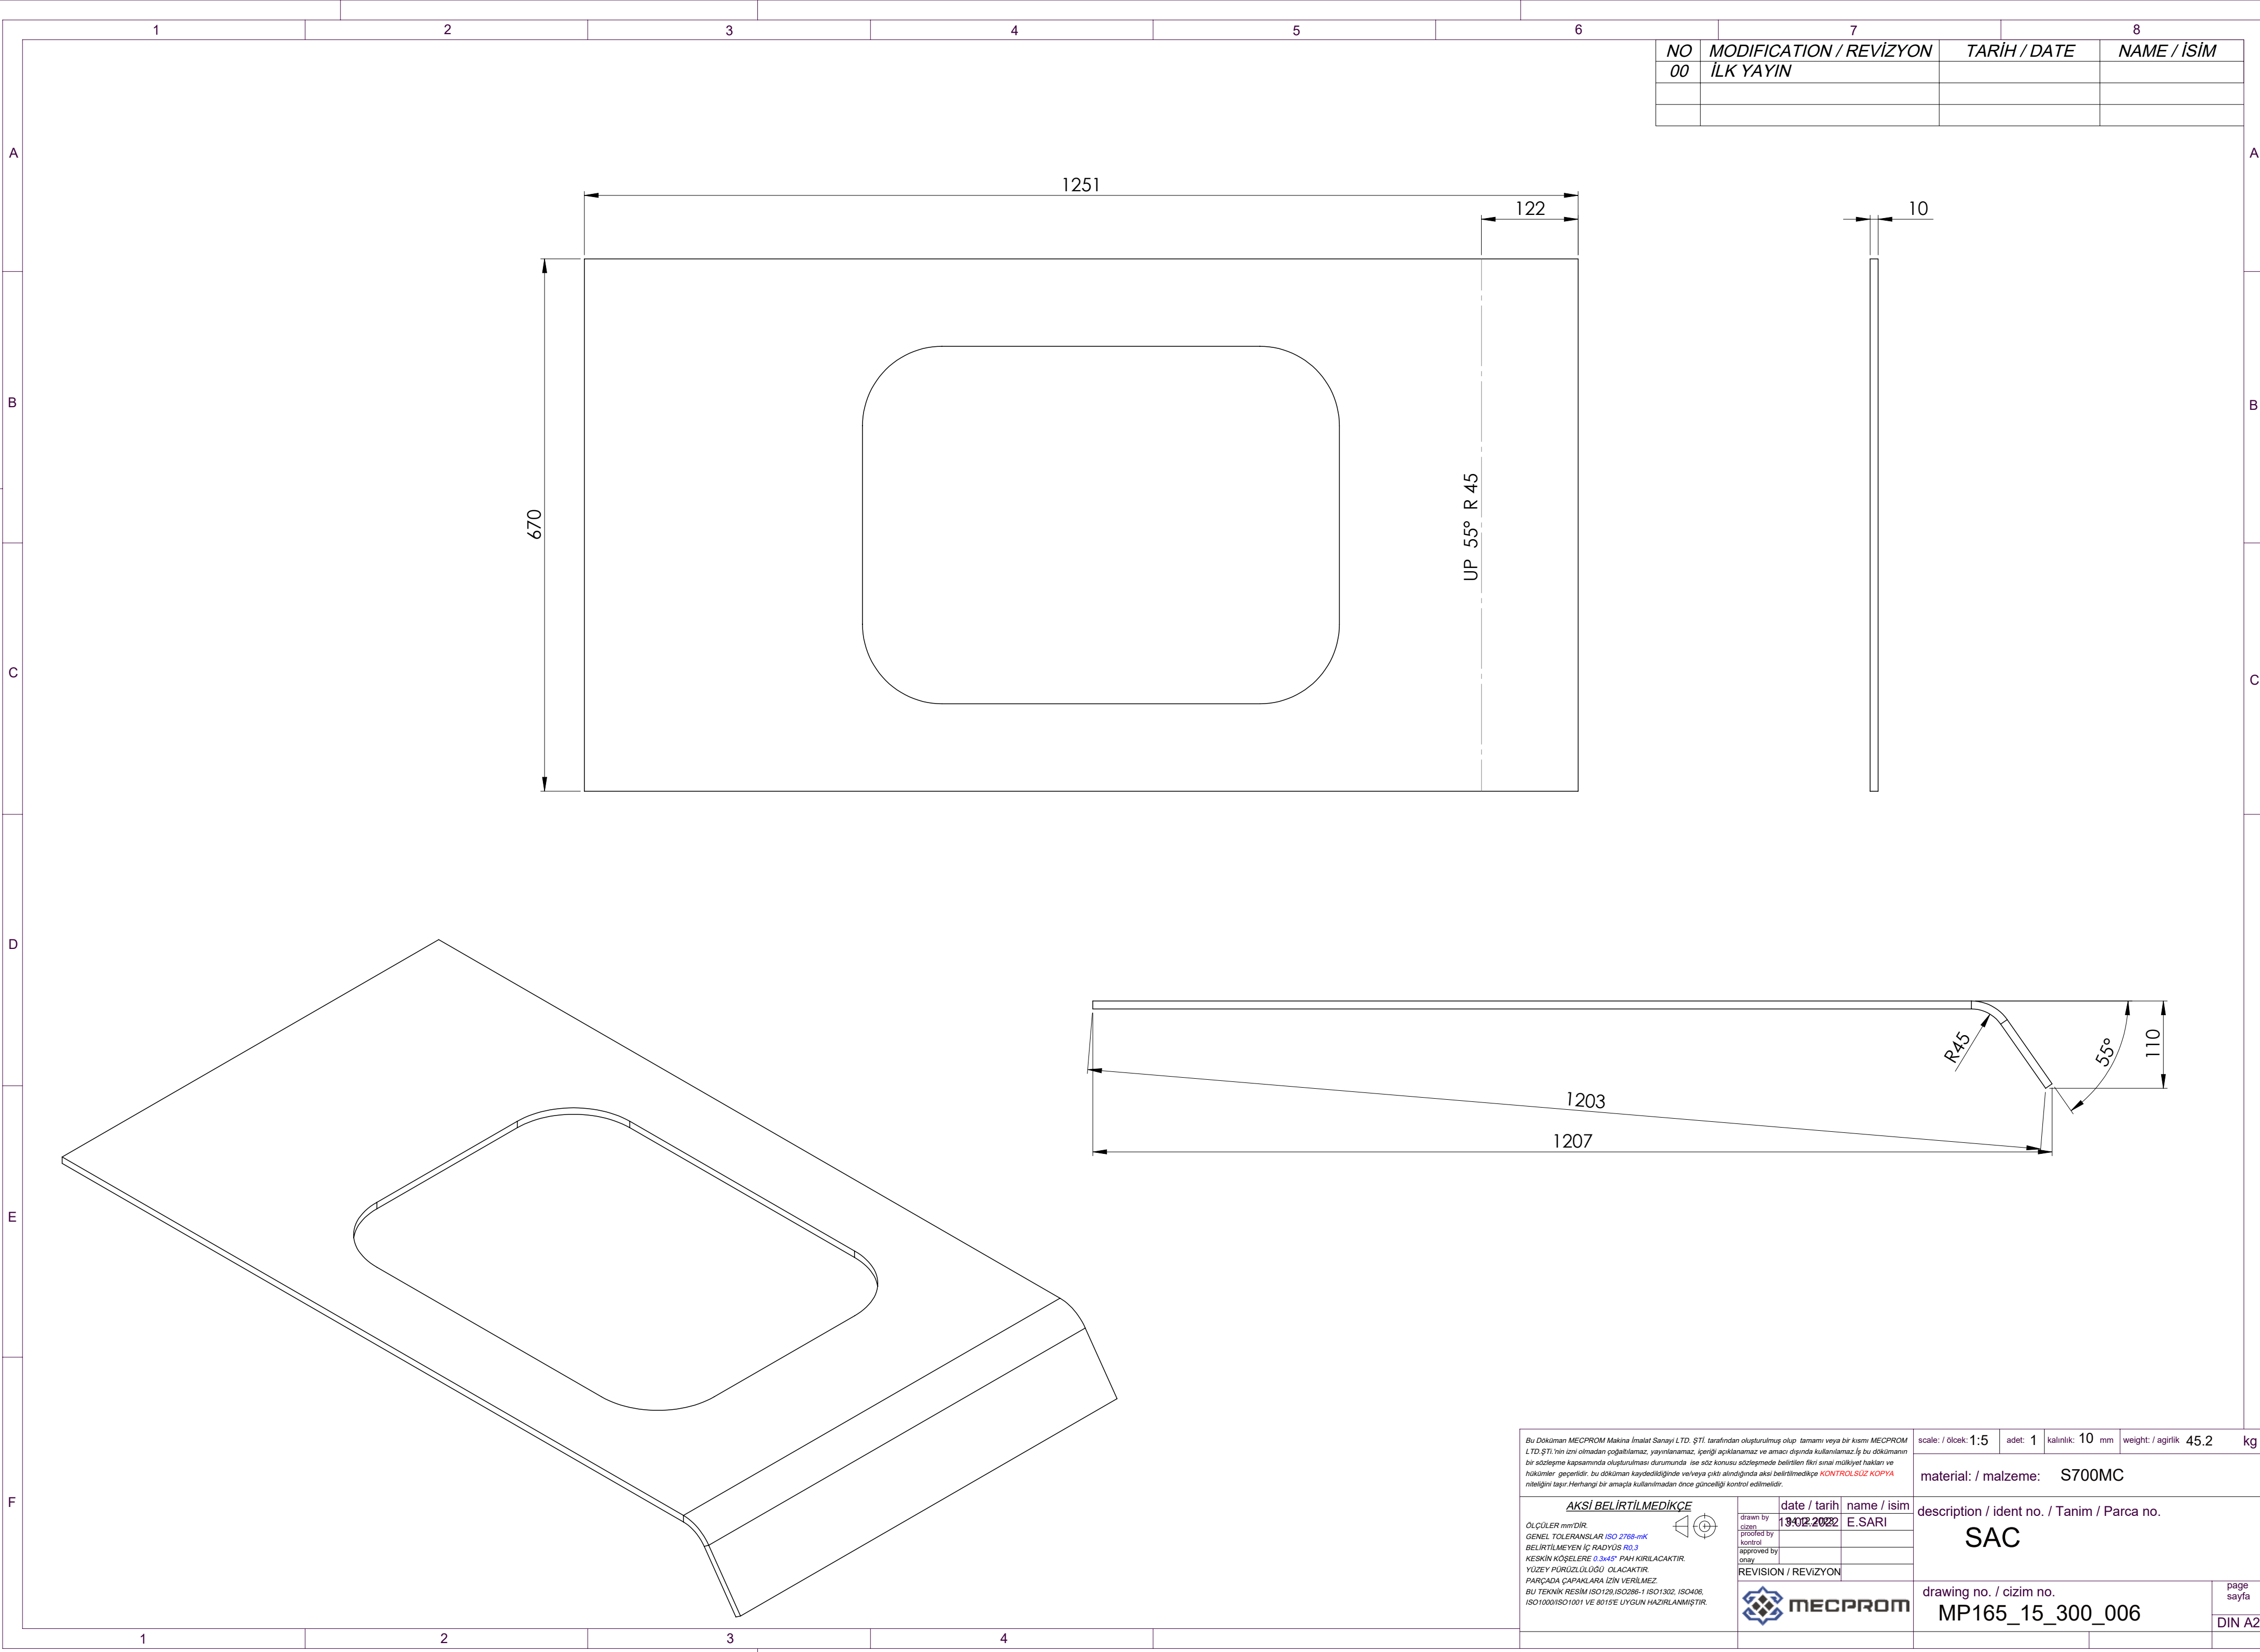 1 2 3 4 5 6 7 8
NO MODIFICATION / REVİZYON TARİH / DATE NAME / İSİM
00 İLK YAYIN
A A
1251
122
10
B B
670
UP 55° R 45
C C
D
R45
55°
110
1203
1207
E
F
Bu Döküman MECPROM Makina İmalat Sanayi LTD. ŞTİ. tarafından oluşturulmuş olup tamamı veya bir kısmı MECPROM
LTD.ŞTİ.'nin izni olmadan çoğaltılamaz, yayınlanamaz, içeriği açıklanamaz ve amacı dışında kullanılamaz.İş bu dökümanın
bir sözleşme kapsamında oluşturulması durumunda ise söz konusu sözleşmede belirtilen fikri sınai mülkiyet hakları ve
hükümler geçerlidir. bu döküman kaydedildiğinde ve/veya çıktı alındığında aksi belirtilmedikçe KONTROLSÜZ KOPYA
niteliğini taşır.Herhangi bir amaçla kullanılmadan önce güncelliği kontrol edilmelidir.
scale: / ölcek: 1:5 adet: 1 kalınlık: 10 mm weight: / agirlik 45.2 kg
material: / malzeme: S700MC
AKSİ BELİRTİLMEDİKÇE
ÖLÇÜLER mm'DİR.
GENEL TOLERANSLAR ISO 2768-mK
BELİRTİLMEYEN İÇ RADYÜS R0,3
KESKİN KÖŞELERE 0.3x45° PAH KIRILACAKTIR.
YÜZEY PÜRÜZLÜLÜĞÜ OLACAKTIR.
PARÇADA ÇAPAKLARA İZİN VERİLMEZ.
BU TEKNİK RESİM ISO129,ISO286-1 ISO1302, ISO406,
ISO1000/ISO1001 VE 8015'E UYGUN HAZIRLANMIŞTIR.
date / tarih name / isim
drawn by
cizen
E.SARI
proofed by
kontrol
approved by
onay
REVISION / REViZYON
MECPROM
description / ident no. / Tanim / Parca no.
SAC
drawing no. / cizim no.
MP165_15_300_006
page
sayfa
DIN A2
1 2 3 4